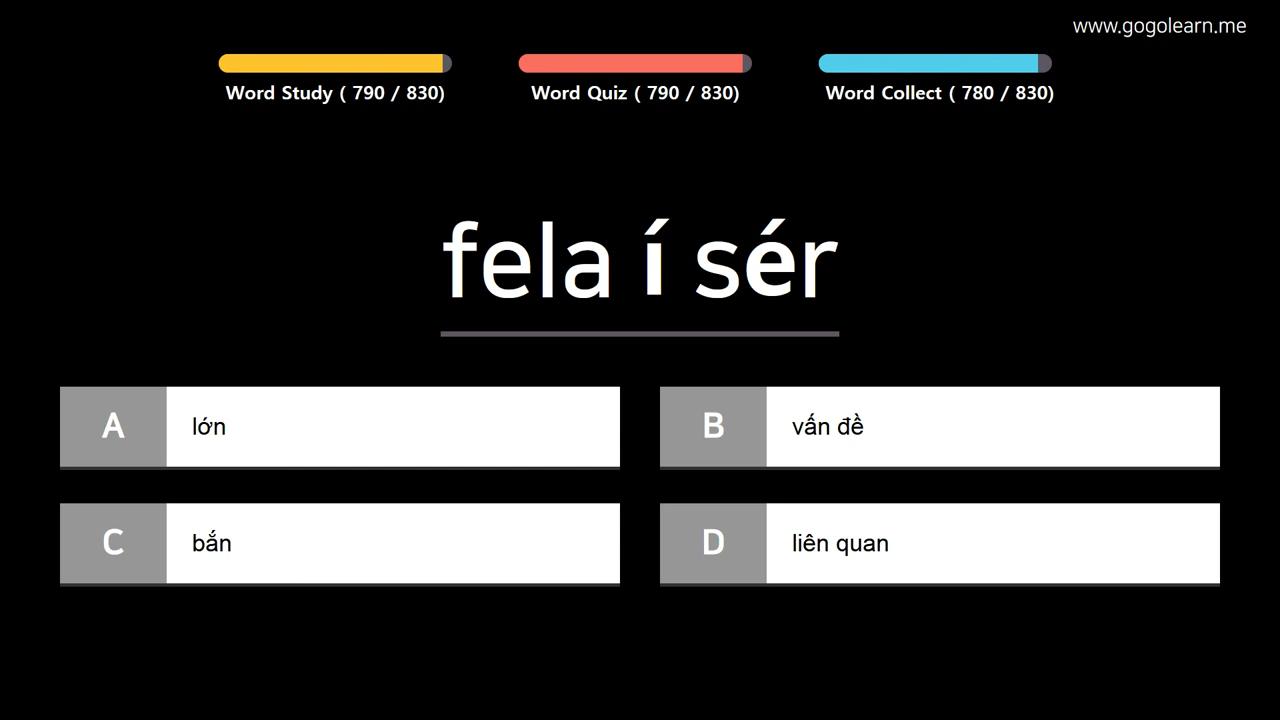 www.gogolearn.me
Word Study ( 790 / 830)
Word Quiz ( 790 / 830)
Word Collect ( 780 / 830)
fela í sér
A
lớn
B
vấn đề
C
bắn
D
liên quan